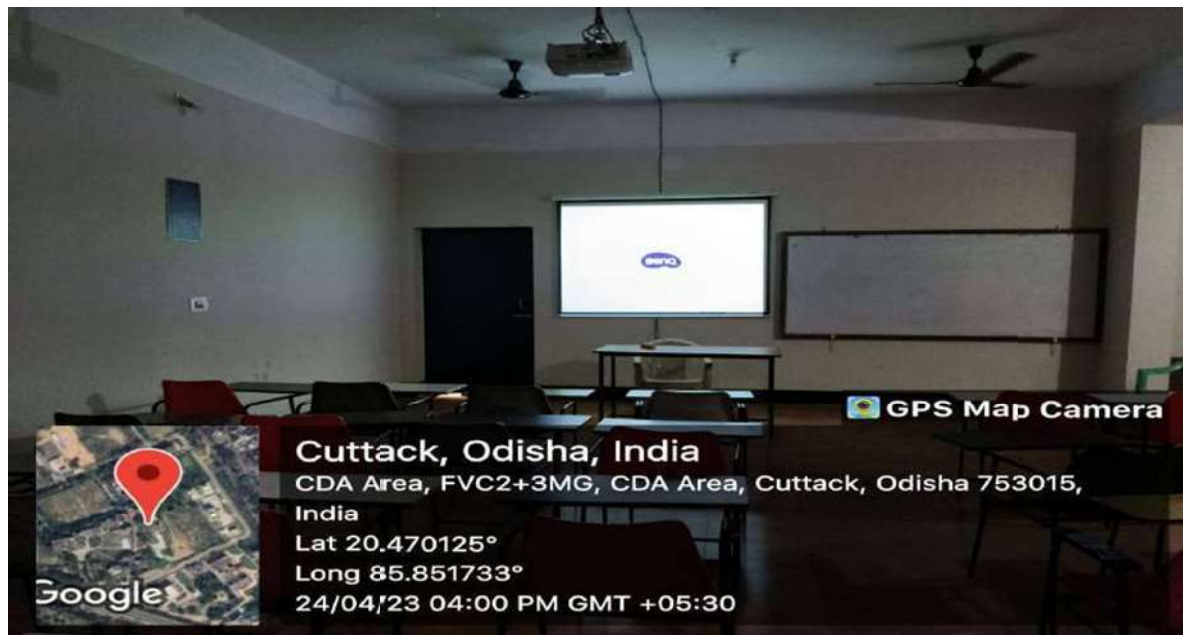 BenQ
GPS Map Camera
Cuttack, Odisha, India
CDA Area, FVC2+3MG, CDA Area, Cuttack, Odisha 753015,
India
Lat 20.470125°
Long 85.851733°
24/04/23 04:00 PM GMT +05:30
Google